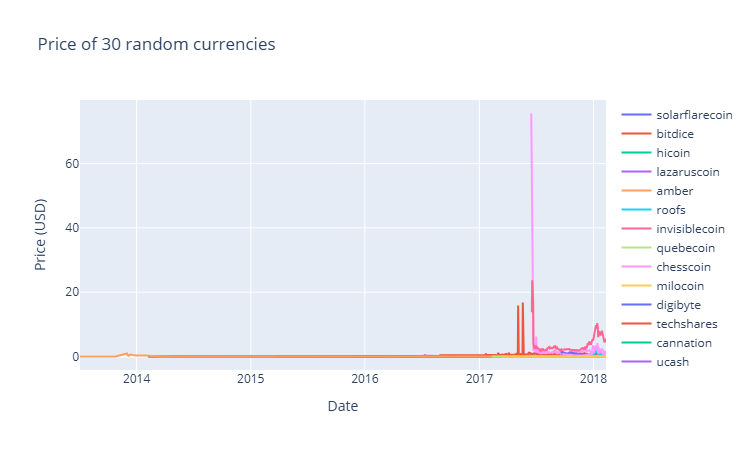 Price of 30 random currencies
Price (USD)
60
40
20
0
2014 2015 2016 2017 2018
Date
solarflarecoin
bitdice
hicoin
lazaruscoin
amber
roofs
invisiblecoin
quebecoin
chesscoin
milocoin
digibyte
techshares
cannation
ucash